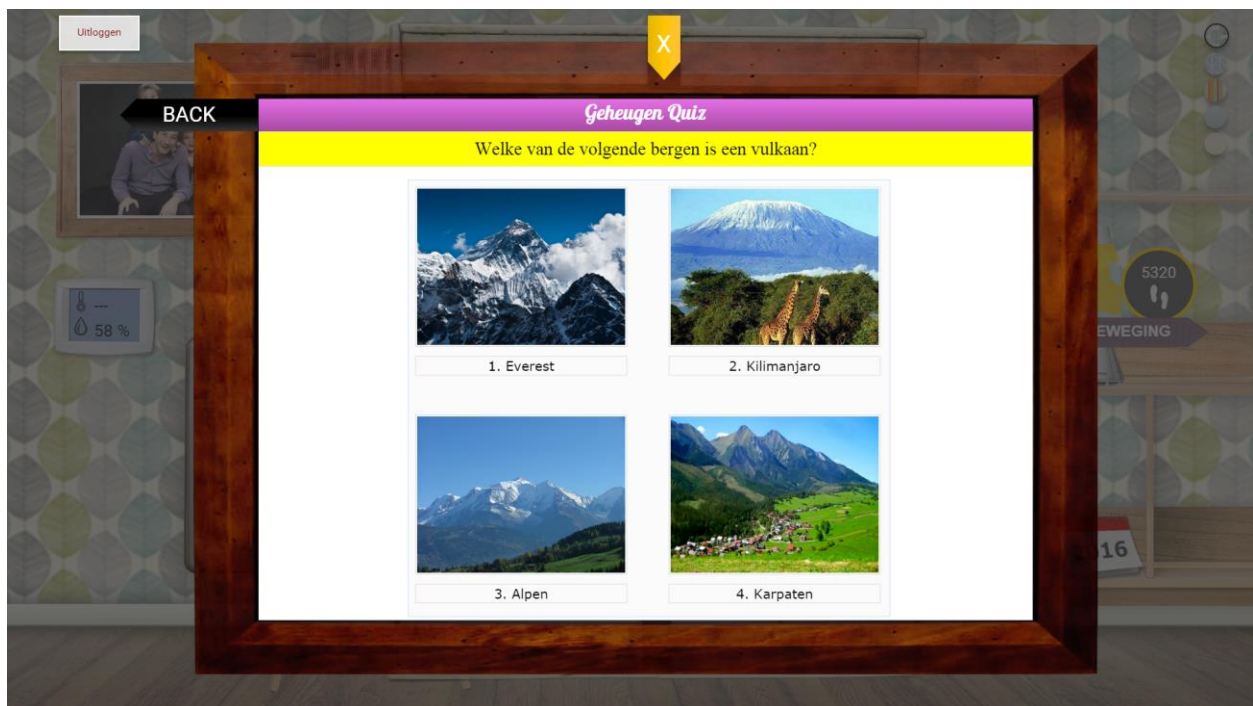 Uitloggen
X
BACK
Geheugen Quiz
Welke van de volgende bergen is een vulkaan?
1. Everest
2. Kilimanjaro
3. Alpen
4. Karpaten
---
58 %
5320
EWEGING
16